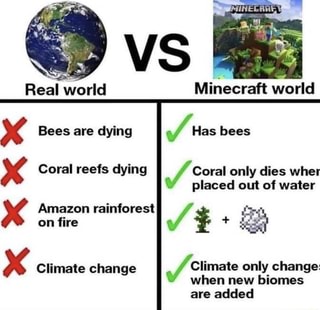 MINECRAFT
VS
Real world
Minecraft world
Bees are dying
Has bees
Coral reefs dying
Coral only dies when
placed out of water
Amazon rainforest
on fire
+
Climate change
Climate only change
when new biomes
are added